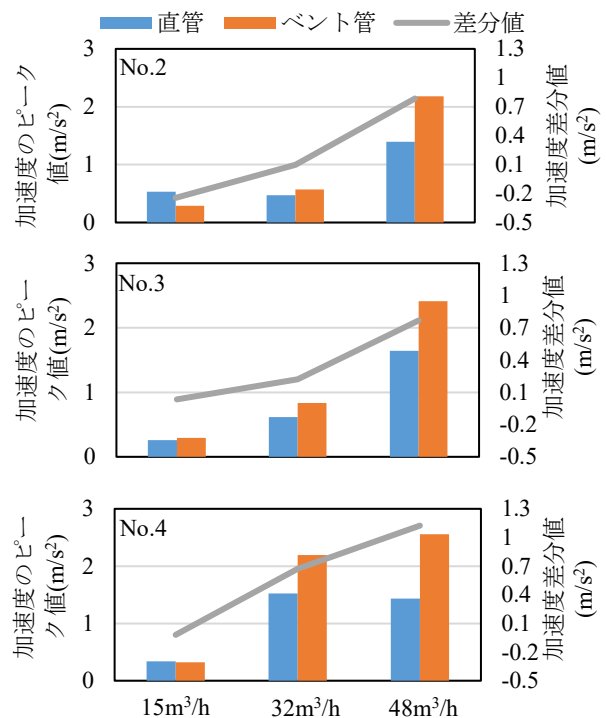 直管 ベント管 差分値
No.2
加速度のピーク
値(m/s²)
3
2
1
0
1.3
1
0.7
0.4
0.1
-0.2
-0.5
加速度差分値
(m/s²)
No.3
加速度のピー
ク値(m/s²)
3
2
1
0
1.3
1
0.7
0.4
0.1
-0.2
-0.5
加速度差分値
(m/s²)
No.4
加速度のピー
ク値(m/s²)
3
2
1
0
1.3
1
0.7
0.4
0.1
-0.2
-0.5
加速度差分値
(m/s²)
15m³/h 32m³/h 48m³/h